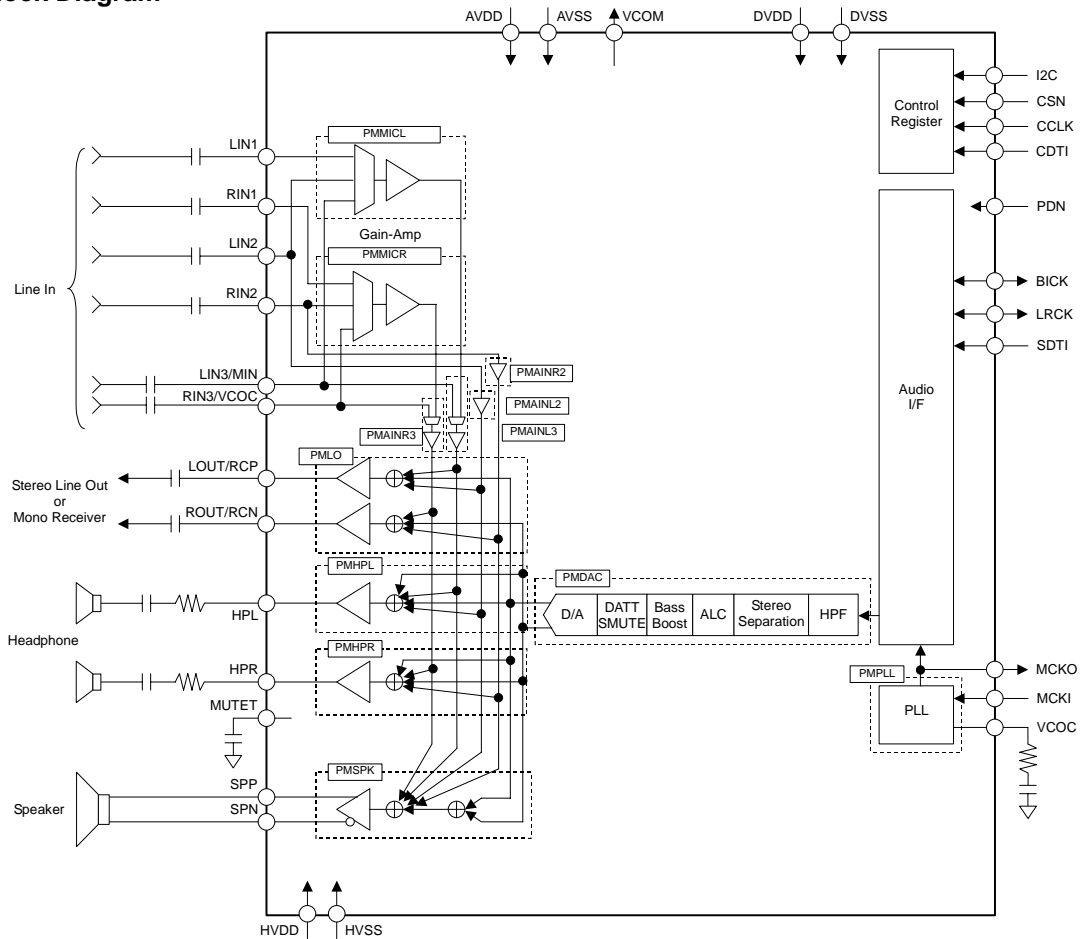 AVDD
AVSS
VCOM
DVDD
DVSS
I2C
CSN
CCLK
CDTI
Control
Register
PDN
BICK
LRCK
SDTI
Audio
I/F
PMMICL
LIN1
RIN1
Gain-Amp
LIN2
PMMICR
RIN2
Line In
LIN3/MIN
RIN3/VCOC
PMAINR2
PMAINL2
PMAINR3
PMAINL3
PMLO
LOUT/RCP
Stereo Line Out
or
Mono Receiver
ROUT/RCN
PMHPL
HPL
Headphone
PMDAC
D/A
DATT
SMUTE
Bass
Boost
ALC
Stereo
Separation
HPF
PMHPR
HPR
MUTET
PMPLL
PLL
MCKO
MCKI
VCOC
PMSPK
SPP
Speaker
SPN
HVDD
HVSS